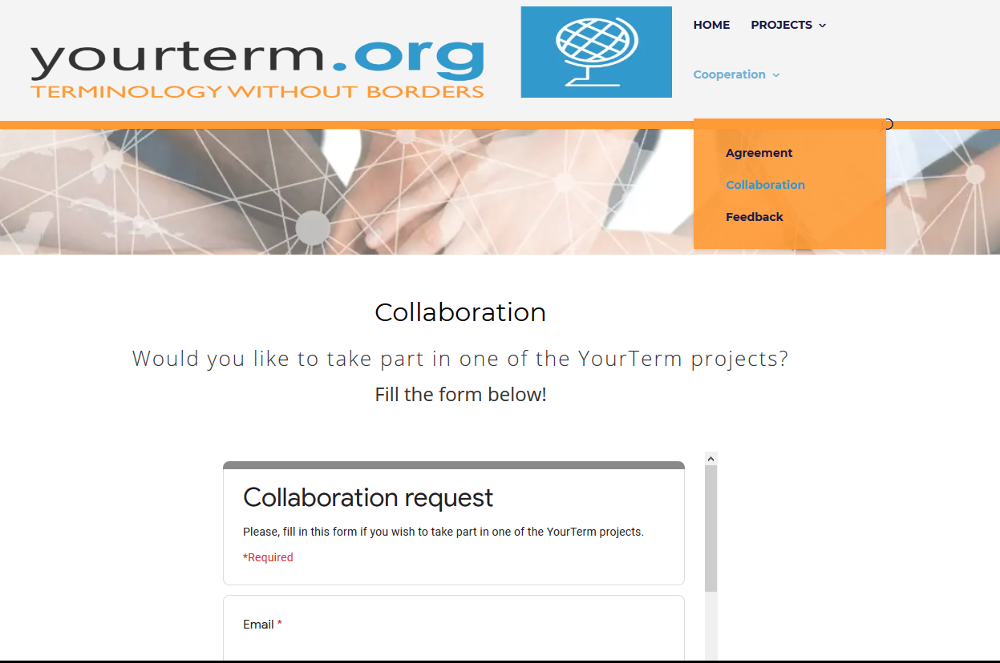 yourterm.org
TERMINOLOGY WITHOUT BORDERS
HOME PROJECTS
Cooperation
Agreement
Collaboration
Feedback
Collaboration
Would you like to take part in one of the YourTerm projects?
Fill the form below!
Collaboration request
Please, fill in this form if you wish to take part in one of the YourTerm projects.
*Required
Email *